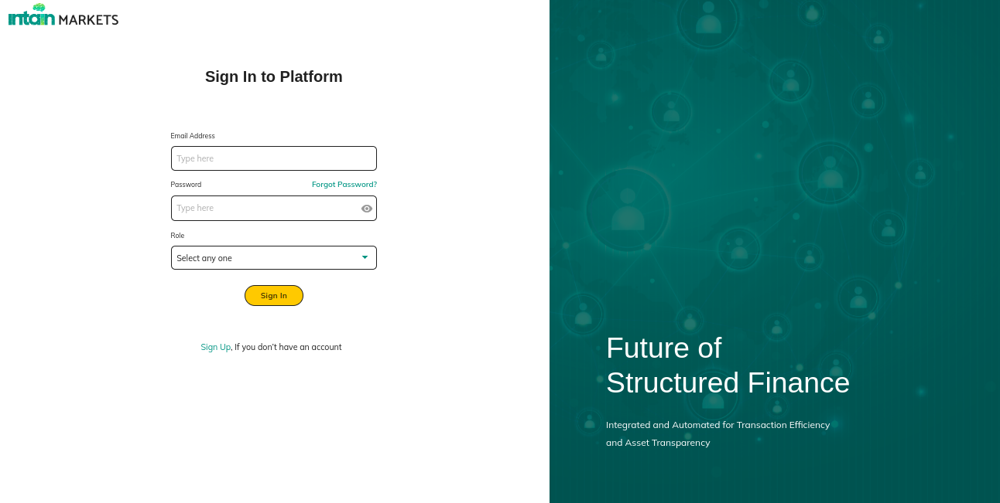 intain MARKETS
Sign In to Platform
Email Address
Type here
Password Forgot Password?
Type here
Role
Select any one
Sign In
Sign Up, If you don't have an account
Future of
Structured Finance
Integrated and Automated for Transaction Efficiency
and Asset Transparency